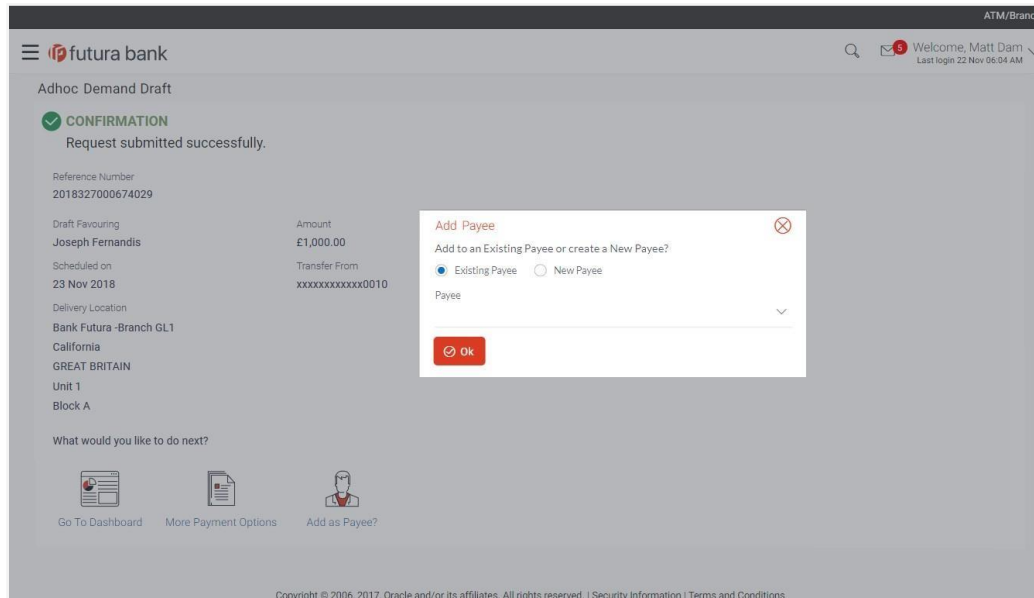 ATM/Branc
futura bank
5
Welcome, Matt Dam
Last login 22 Nov 06:04 AM
Adhoc Demand Draft
CONFIRMATION
Request submitted successfully.
Reference Number
2018327000674029
Draft Favouring
Joseph Fernandis
Amount
£1,000.00
Scheduled on
23 Nov 2018
Transfer From
xxxxxxxxxxxx0010
Delivery Location
Bank Futura -Branch GL1
California
GREAT BRITAIN
Unit 1
Block A
What would you like to do next?
Go To Dashboard
More Payment Options
Add as Payee?
Add Payee
Add to an Existing Payee or create a New Payee?
Existing Payee
New Payee
Payee
Ok
Copyright © 2006, 2017, Oracle and/or its affiliates. All rights reserved. | Security Information | Terms and Conditions